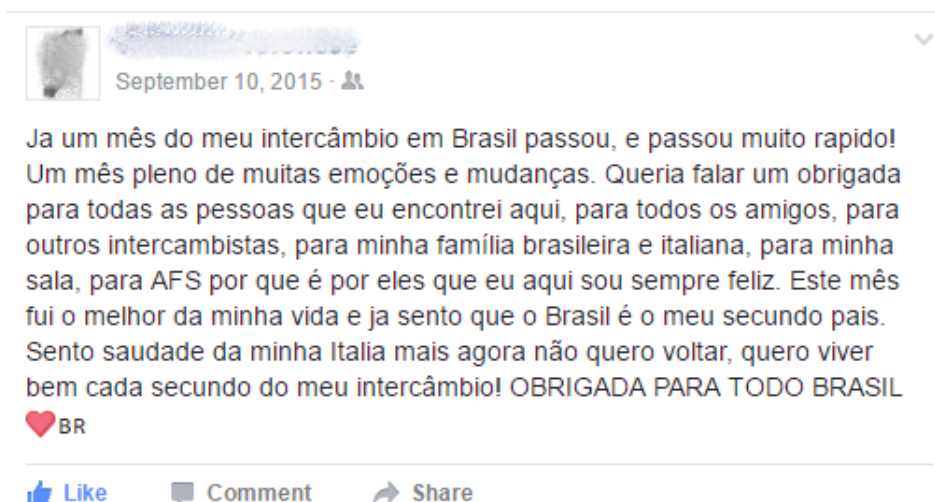 September 10, 2015 ·
Ja um mês do meu intercâmbio em Brasil passou, e passou muito rapido!
Um mês pleno de muitas emoções e mudanças. Queria falar um obrigada
para todas as pessoas que eu encontrei aqui, para todos os amigos, para
outros intercambistas, para minha família brasileira e italiana, para minha
sala, para AFS por que é por eles que eu aqui sou sempre feliz. Este mês
fui o melhor da minha vida e ja sento que o Brasil é o meu secundo pais.
Sento saudade da minha Italia mais agora não quero voltar, quero viver
bem cada secundo do meu intercâmbio! OBRIGADA PARA TODO BRASIL
❤BR
Like Comment Share